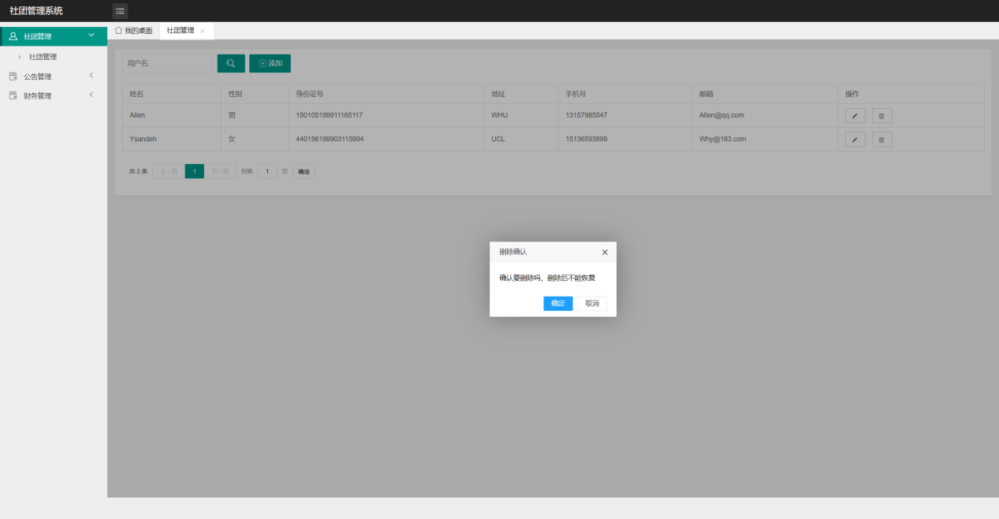 社团管理系统
社团管理
社团管理
公告管理
财务管理
我的桌面 社团管理
用户名 添加
姓名 性别 身份证号 地址 手机号 邮箱 操作
Allen 男 150105199911165117 WHU 13157985547 Allen@qq.com
Ysandeh 女 440156199903115994 UCL 15136593899 Why@163.com
共 2 条 上一页 1 下一页 到第 1 页 确定
删除确认
确认要删除吗，删除后不能恢复
确定 取消